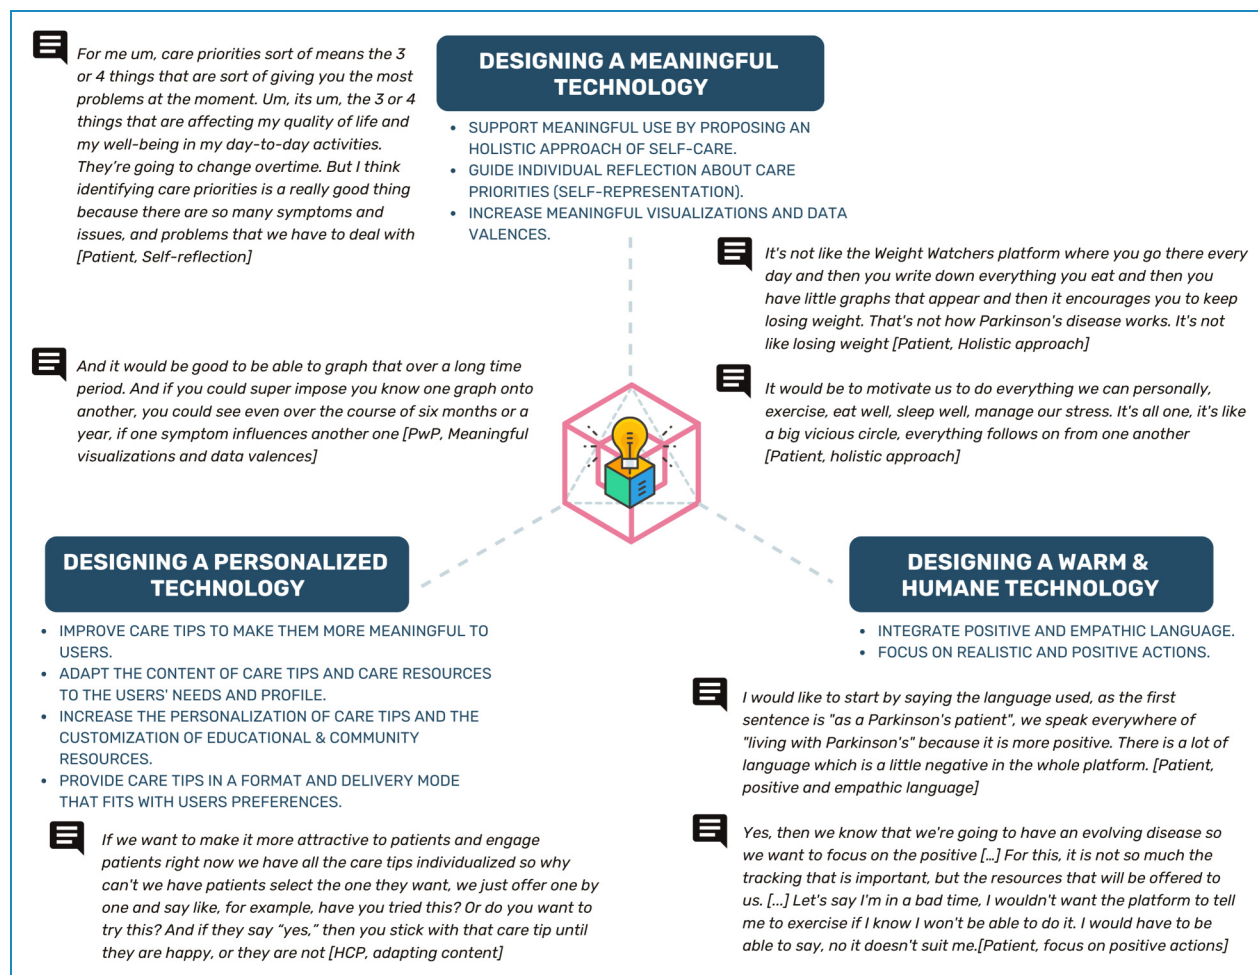 For me um, care priorities sort of means the 3
or 4 things that are sort of giving you the most
problems at the moment. Um, its um, the 3 or 4
things that are affecting my quality of life and
my well-being in my day-to-day activities.
They're going to change overtime. But I think
identifying care priorities is a really good thing
because there are so many symptoms and
issues, and problems that we have to deal with
[Patient, Self-reflection]
DESIGNING A MEANINGFUL
TECHNOLOGY
• SUPPORT MEANINGFUL USE BY PROPOSING AN
HOLISTIC APPROACH OF SELF-CARE.
• GUIDE INDIVIDUAL REFLECTION ABOUT CARE
PRIORITIES (SELF-REPRESENTATION).
• INCREASE MEANINGFUL VISUALIZATIONS AND DATA
VALENCES.
It's not like the Weight Watchers platform where you go there every
day and then you write down everything you eat and then you
have little graphs that appear and then it encourages you to keep
losing weight. That's not how Parkinson's disease works. It's not
like losing weight [Patient, Holistic approach]
And it would be good to be able to graph that over a long time
period. And if you could super impose you know one graph onto
another, you could see even over the course of six months or a
year, if one symptom influences another one [PwP, Meaningful
visualizations and data valences]
It would be to motivate us to do everything we can personally,
exercise, eat well, sleep well, manage our stress. It's all one, it's like
a big vicious circle, everything follows on from one another
[Patient, holistic approach]
DESIGNING A PERSONALIZED
TECHNOLOGY
• IMPROVE CARE TIPS TO MAKE THEM MORE MEANINGFUL TO
USERS.
• ADAPT THE CONTENT OF CARE TIPS AND CARE RESOURCES
TO THE USERS' NEEDS AND PROFILE.
• INCREASE THE PERSONALIZATION OF CARE TIPS AND THE
CUSTOMIZATION OF EDUCATIONAL & COMMUNITY
RESOURCES.
• PROVIDE CARE TIPS IN A FORMAT AND DELIVERY MODE
THAT FITS WITH USERS PREFERENCES.
If we want to make it more attractive to patients and engage
patients right now we have all the care tips individualized so why
can't we have patients select the one they want, we just offer one by
one and say like, for example, have you tried this? Or do you want to
try this? And if they say “yes,” then you stick with that care tip until
they are happy, or they are not [HCP, adapting content]
DESIGNING A WARM &
HUMANE TECHNOLOGY
• INTEGRATE POSITIVE AND EMPATHIC LANGUAGE.
• FOCUS ON REALISTIC AND POSITIVE ACTIONS.
I would like to start by saying the language used, as the first
sentence is "as a Parkinson's patient", we speak everywhere of
"living with Parkinson's" because it is more positive. There is a lot of
language which is a little negative in the whole platform. [Patient,
positive and empathic language]
Yes, then we know that we're going to have an evolving disease so
we want to focus on the positive [...] For this, it is not so much the
tracking that is important, but the resources that will be offered to
us. [...] Let's say I'm in a bad time, I wouldn't want the platform to tell
me to exercise if I know I won't be able to do it. I would have to be
able to say, no it doesn't suit me.[Patient, focus on positive actions]